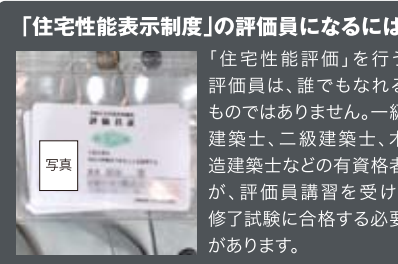 「住宅性能表示制度」の評価員になるには
「住宅性能評価」を行う
評価員は、誰でもなれる
ものではありません。一級
建築士、二級建築士、木
造建築士などの有資格者
が、評価員講習を受け、
修了試験に合格する必要
があります。
評価員証
写真